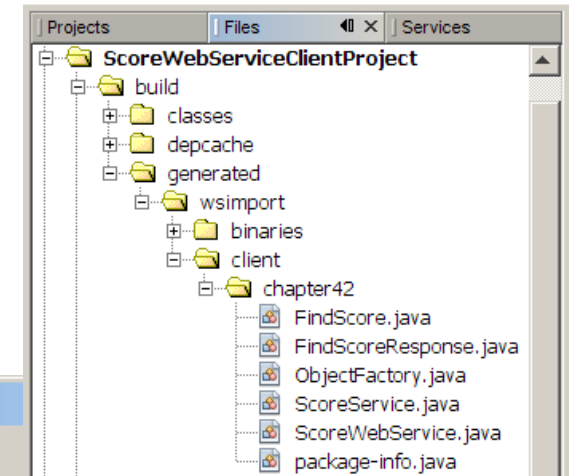 Projects Files Services
ScoreWebServiceClientProject
build
classes
depcache
generated
wsimport
binaries
client
chapter42
FindScore.java
FindScoreResponse.java
ObjectFactory.java
ScoreService.java
ScoreWebService.java
package-info.java